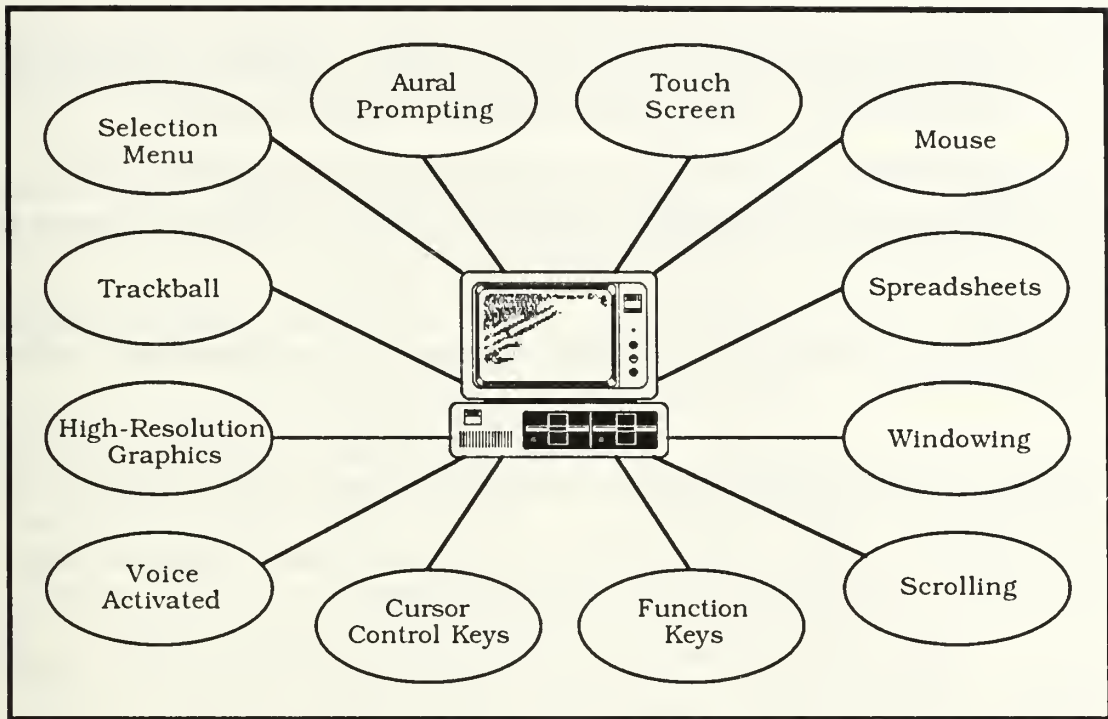 Aural
Prompting
Touch
Screen
Selection
Menu
Mouse
Trackball
Spreadsheets
High-Resolution
Graphics
Windowing
Voice
Activated
Cursor
Control Keys
Function
Keys
Scrolling